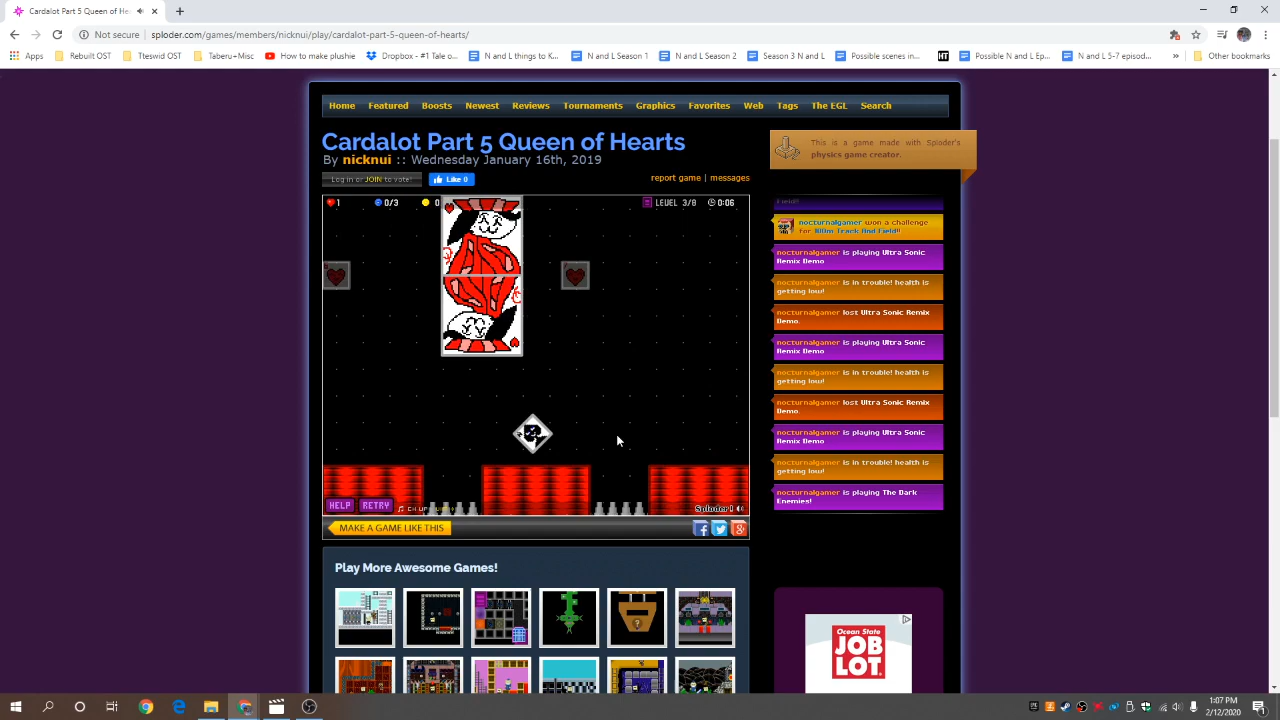 Cardalot Part 5 Queen of H
Not secure | sploder.com/games/members/nicknui/play/cardalot-part-5-queen-of-hearts/
Apps Rrouted Tteswid OST Taberu+Misc How to make plushie Dropbox - #1 Tale o... N and L things to K... N and L Season 1 N and L Season 2 Season 3 N and L Possible scenes in... HT Possible N and L Ep... N and L 5-7 episod... » Other bookmarks
Home Featured Boosts Newest Reviews Tournaments Graphics Favorites Web Tags The EGL Search
Cardalot Part 5 Queen of Hearts
By nicknui :: Wednesday January 16th, 2019
Log in or JOIN to vote!
Like 0
report game | messages
This is a game made with Sploder's
physics game creator.
1 0/3 0 LEVEL 3/8 0:06
Field!!
nocturnalgamer won a challenge
for 100m Track And Field!!
nocturnalgamer is playing Ultra Sonic
Remix Demo
nocturnalgamer is in trouble! health is
getting low!
nocturnalgamer lost Ultra Sonic Remix
Demo.
nocturnalgamer is playing Ultra Sonic
Remix Demo
nocturnalgamer is in trouble! health is
getting low!
nocturnalgamer lost Ultra Sonic Remix
Demo.
nocturnalgamer is playing Ultra Sonic
Remix Demo
nocturnalgamer is in trouble! health is
getting low!
nocturnalgamer is playing The Dark
Enemies!
HELP RETRY
Sploder!
MAKE A GAME LIKE THIS
Play More Awesome Games!
?
Ocean State
JOB
LOT
1:07 PM
2/12/2020